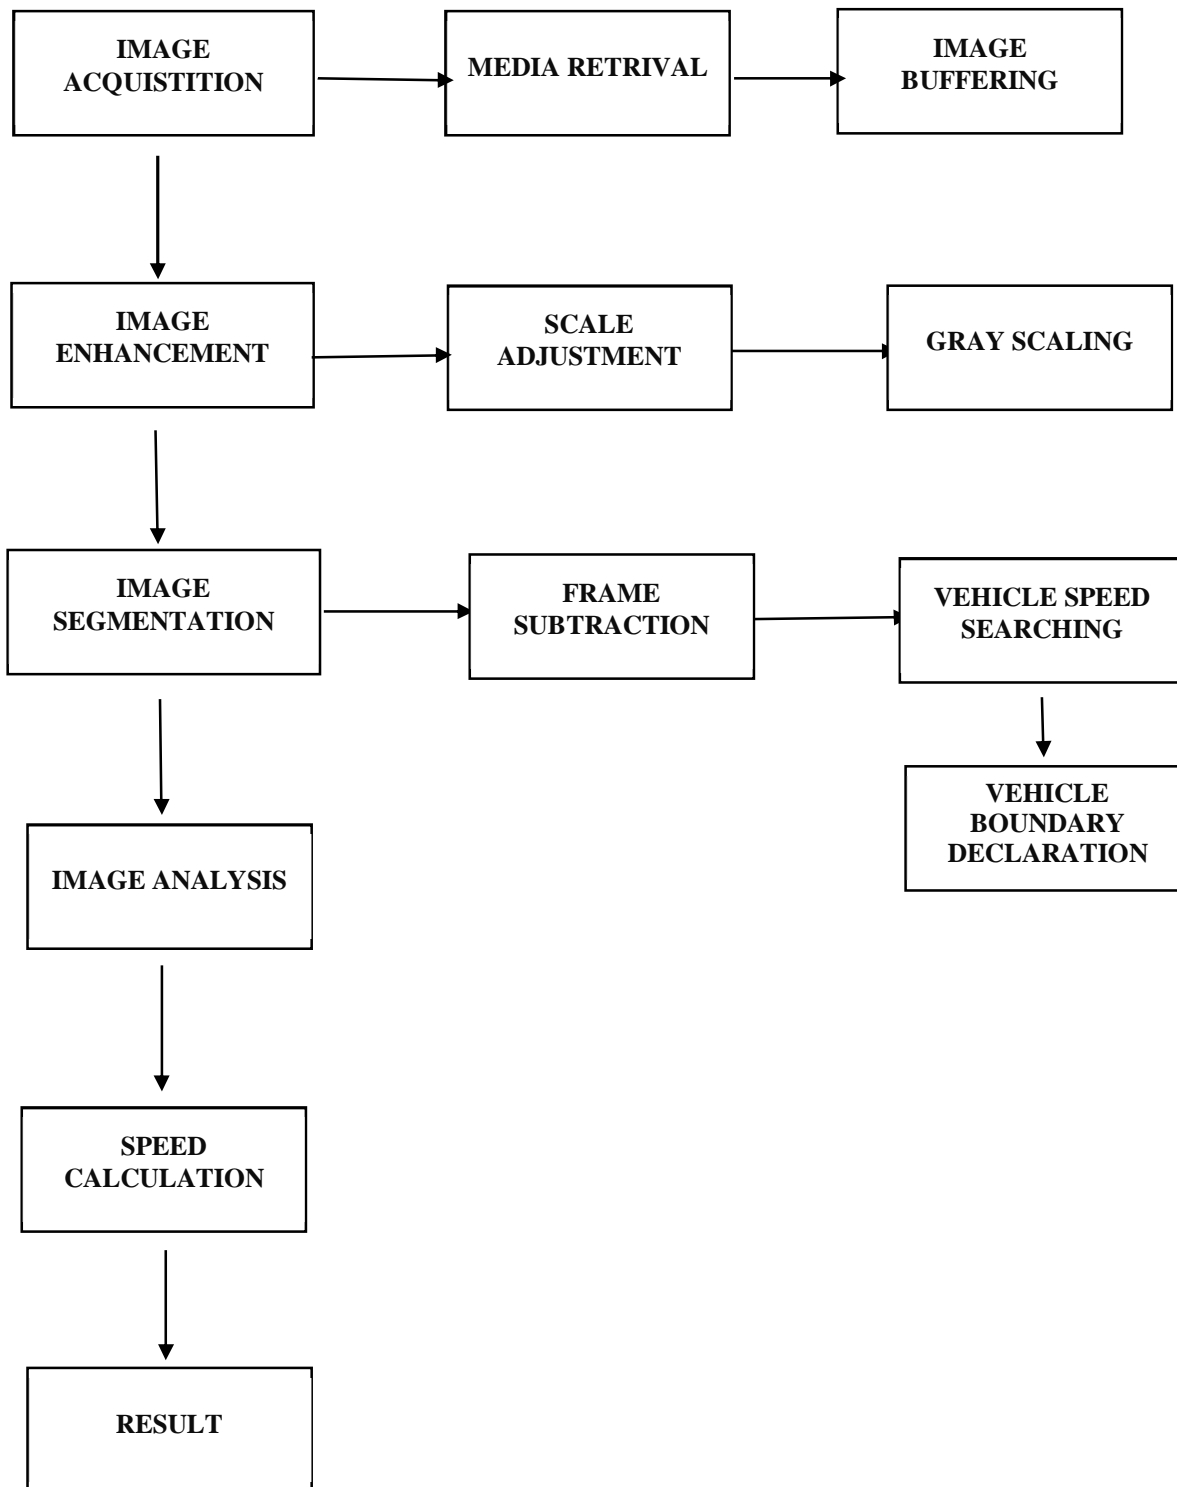 IMAGE
ACQUISTITION
MEDIA RETRIVAL
IMAGE
BUFFERING
IMAGE
ENHANCEMENT
SCALE
ADJUSTMENT
GRAY SCALING
IMAGE
SEGMENTATION
FRAME
SUBTRACTION
VEHICLE SPEED
SEARCHING
VEHICLE
BOUNDARY
DECLARATION
IMAGE ANALYSIS
SPEED
CALCULATION
RESULT